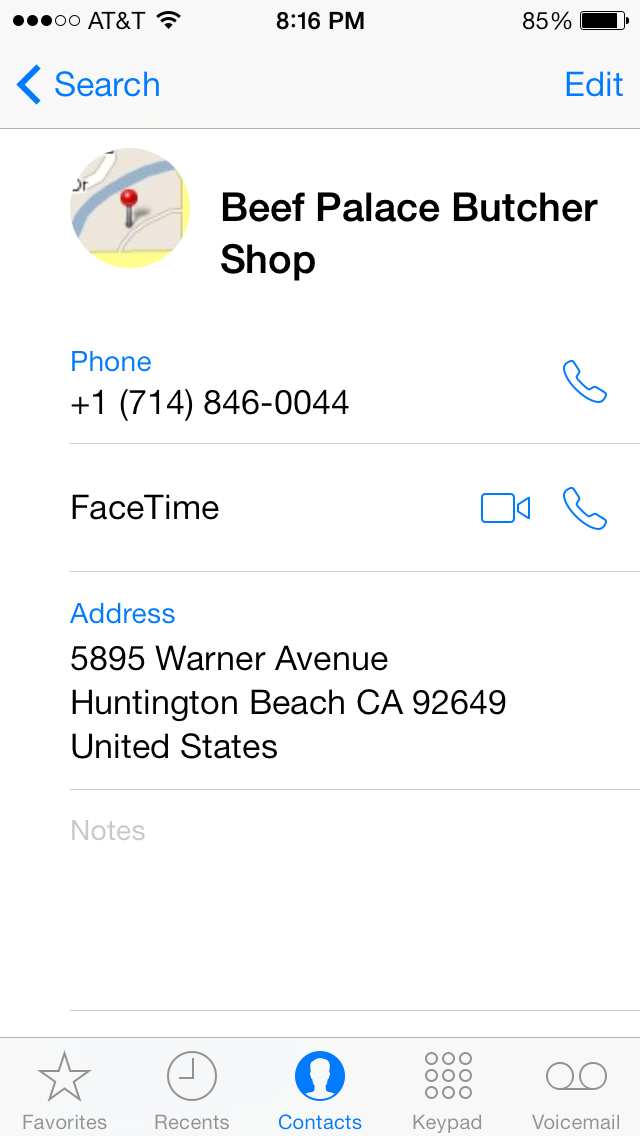 AT&T 8:16 PM 85%
Search Edit
Dr
Beef Palace Butcher
Shop
Phone
+1 (714) 846-0044
FaceTime
Address
5895 Warner Avenue
Huntington Beach CA 92649
United States
Notes
Favorites Recents Contacts Keypad Voicemail